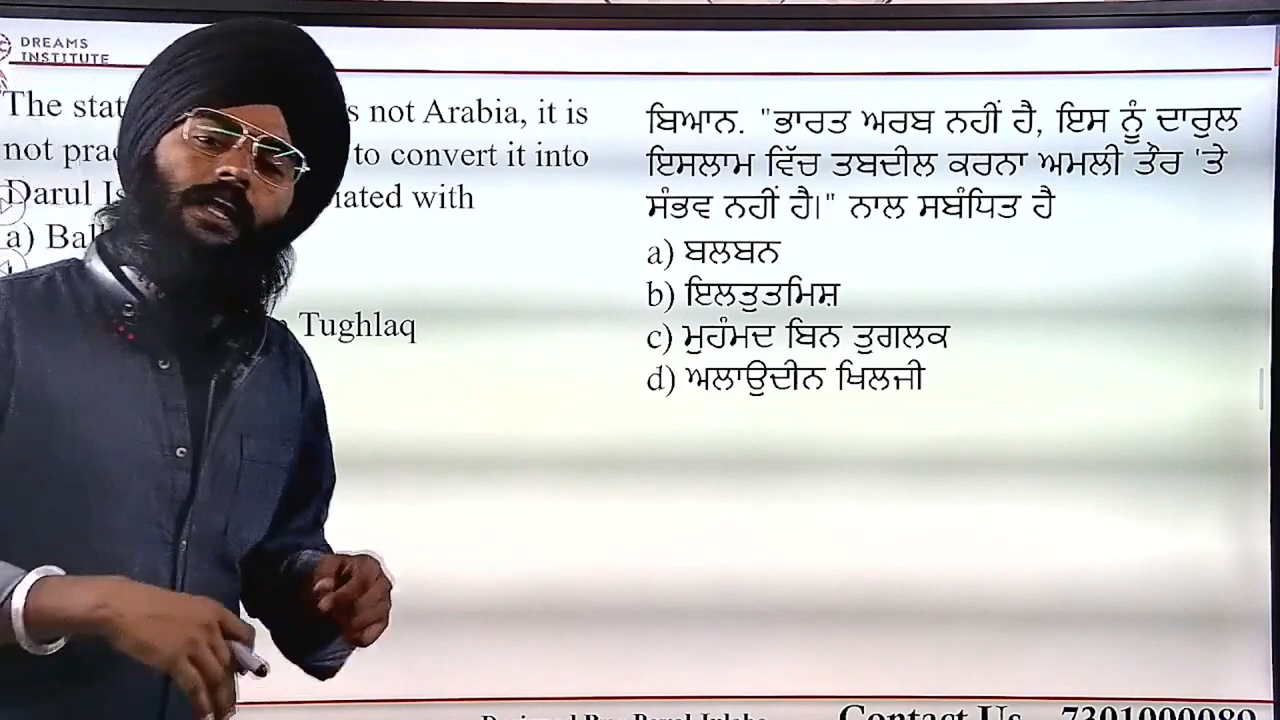 DREAMS
INSTITUTE
The stat s not Arabia, it is
not prac to convert it into
Darul Is iated with
a) Balb
Tughlaq
ਬਿਆਨ. "ਭਾਰਤ ਅਰਬ ਨਹੀਂ ਹੈ, ਇਸ ਨੂੰ ਦਾਰੁਲ
ਇਸਲਾਮ ਵਿੱਚ ਤਬਦੀਲ ਕਰਨਾ ਅਮਲੀ ਤੌਰ 'ਤੇ
ਸੰਭਵ ਨਹੀਂ ਹੈ।" ਨਾਲ ਸਬੰਧਿਤ ਹੈ
a) ਬਲਬਨ
b) ਇਲਤੁਤਮਿਸ਼
c) ਮੁਹੰਮਦ ਬਿਨ ਤੁਗਲਕ
d) ਅਲਾਉਦੀਨ ਖਿਲਜੀ
Contact Us